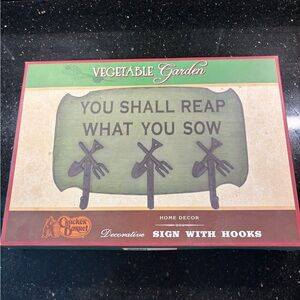 VEGETABLE Garden
YOU SHALL REAP
WHAT YOU SOW
Cracker Barrel
HOME DECOR
Decorative SIGN WITH HOOKS